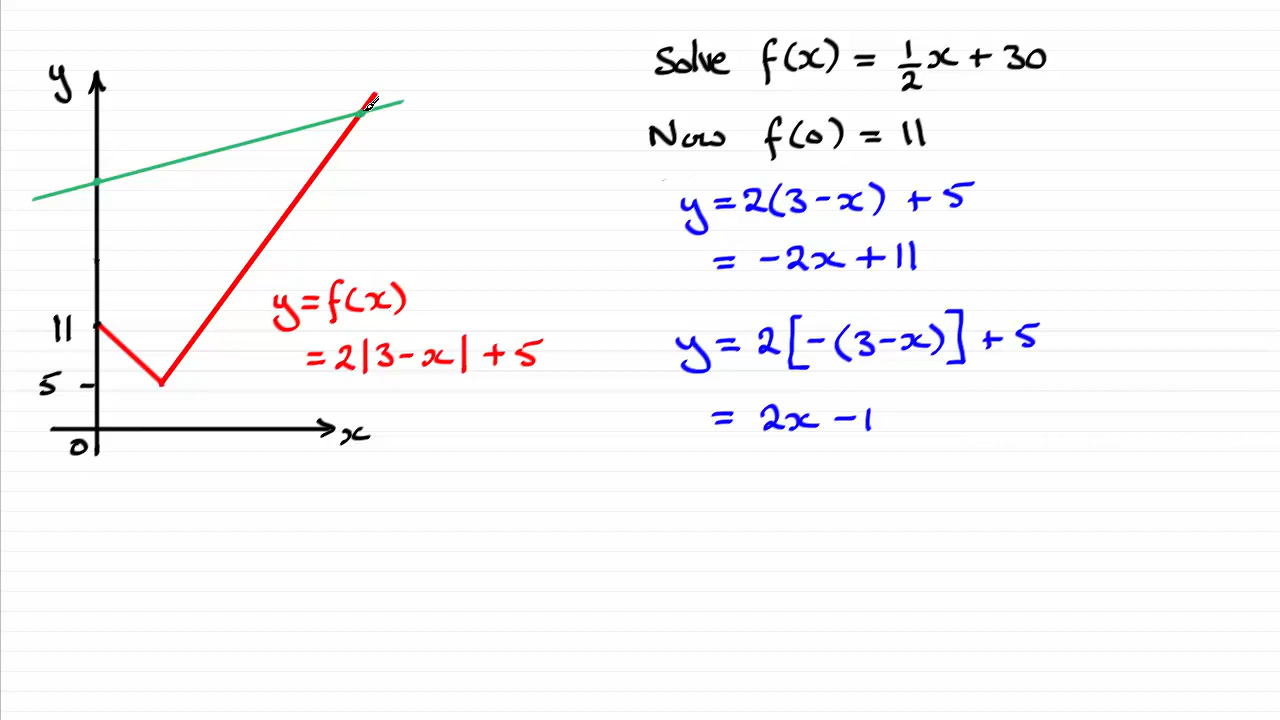 y
11
5
0
x
y = f(x)
= 2|3 - x| + 5
Solve f(x) = 1/2 x + 30
Now f(0) = 11
y = 2(3 - x) + 5
= -2x + 11
y = 2[-(3 - x)] + 5
= 2x - 1